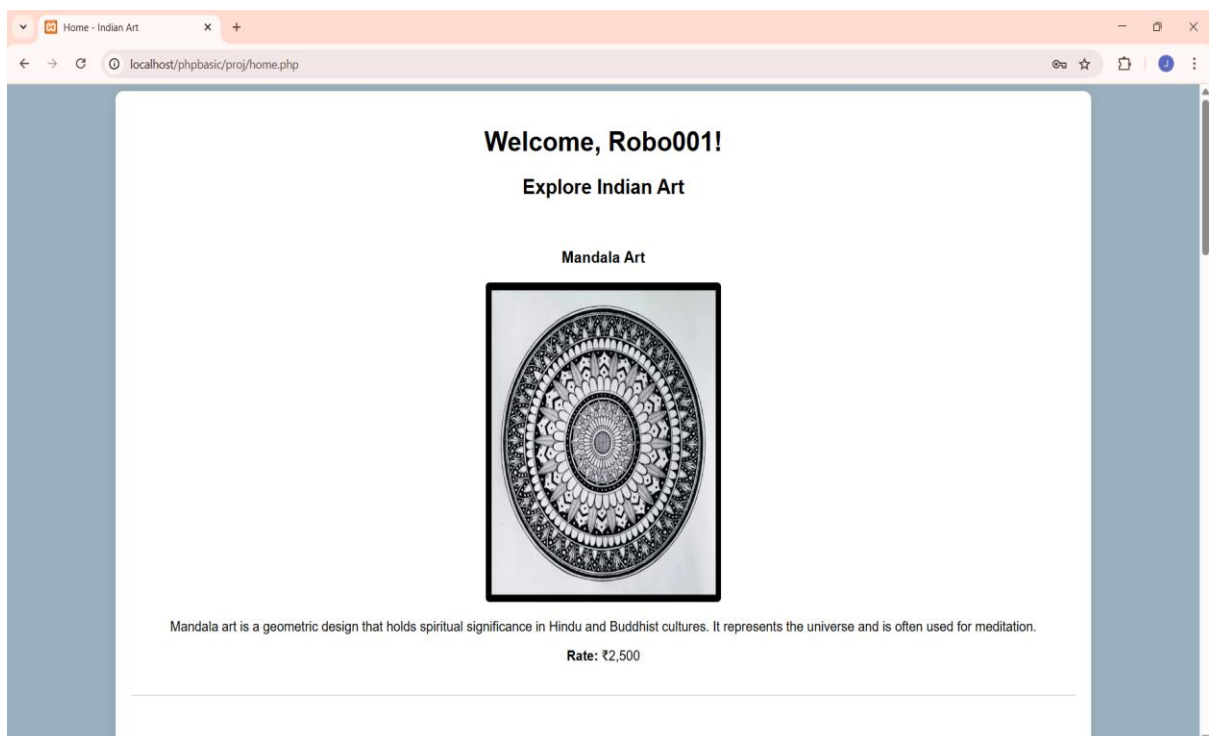 Home - Indian Art
localhost/phpbasic/proj/home.php
J
Welcome, Robo001!
Explore Indian Art
Mandala Art
Mandala art is a geometric design that holds spiritual significance in Hindu and Buddhist cultures. It represents the universe and is often used for meditation.
Rate: ₹2,500